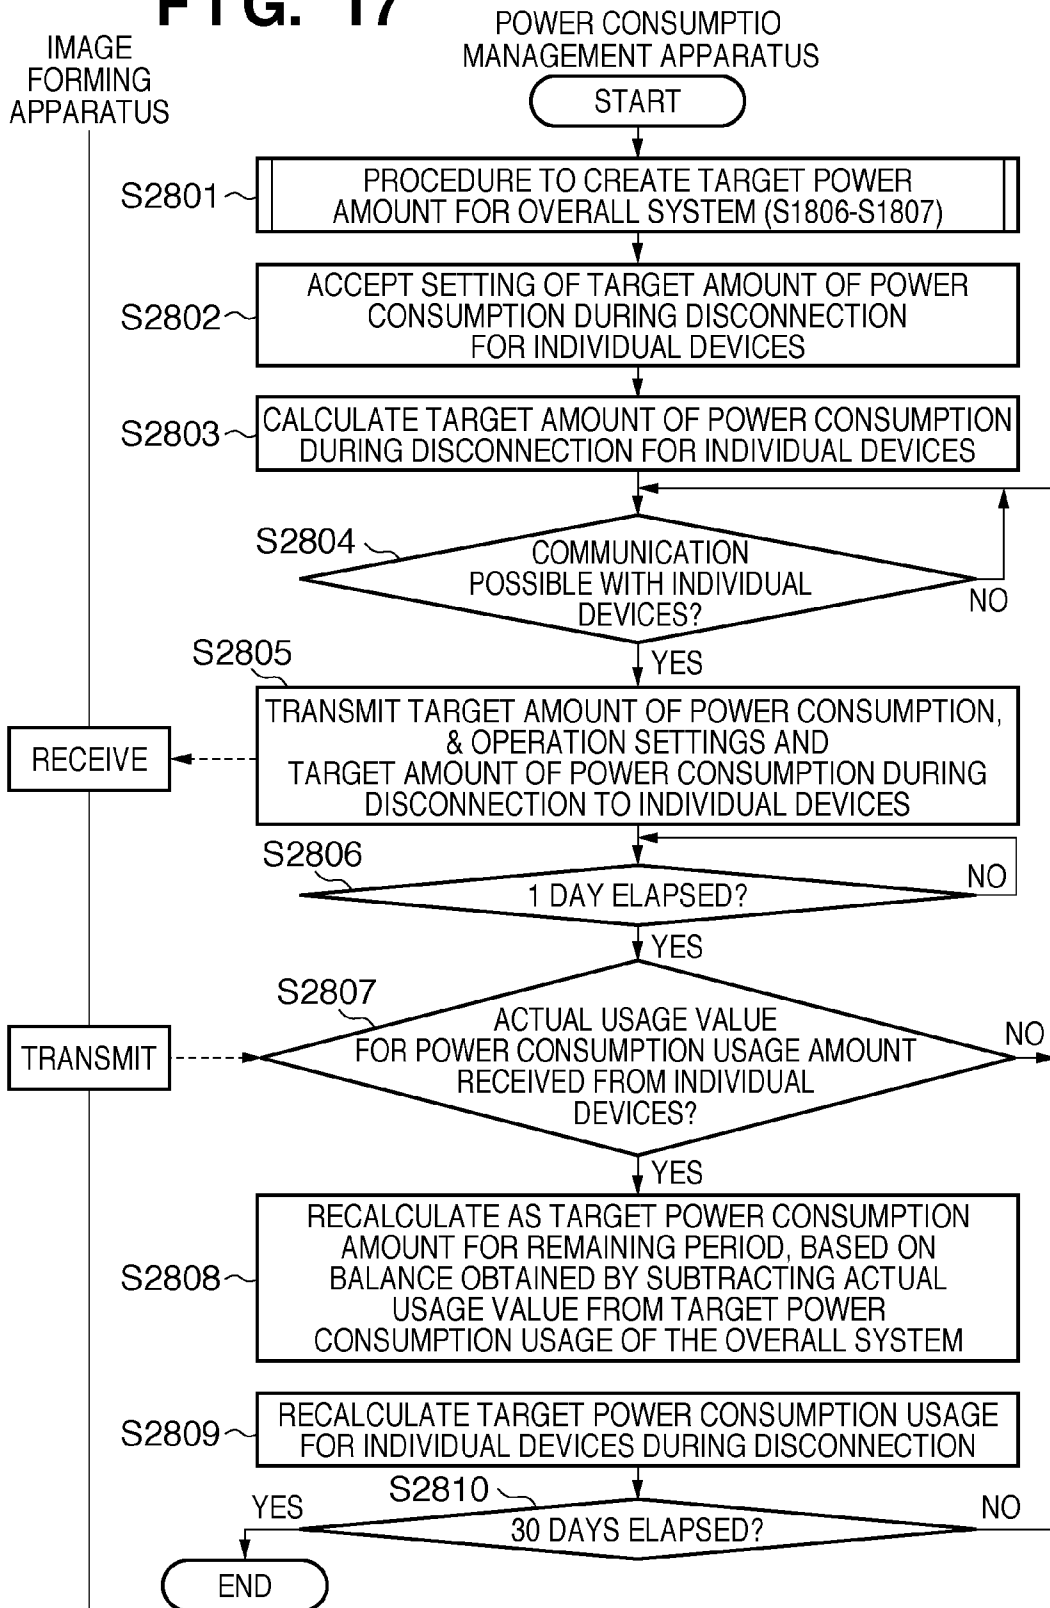 FIG. 17
IMAGE
FORMING
APPARATUS
POWER CONSUMPTIO
MANAGEMENT APPARATUS
START
S2801
PROCEDURE TO CREATE TARGET POWER
AMOUNT FOR OVERALL SYSTEM (S1806-S1807)
S2802
ACCEPT SETTING OF TARGET AMOUNT OF POWER
CONSUMPTION DURING DISCONNECTION
FOR INDIVIDUAL DEVICES
S2803
CALCULATE TARGET AMOUNT OF POWER CONSUMPTION
DURING DISCONNECTION FOR INDIVIDUAL DEVICES
S2804
COMMUNICATION
POSSIBLE WITH INDIVIDUAL
DEVICES?
NO
YES
S2805
TRANSMIT TARGET AMOUNT OF POWER CONSUMPTION,
& OPERATION SETTINGS AND
TARGET AMOUNT OF POWER CONSUMPTION DURING
DISCONNECTION TO INDIVIDUAL DEVICES
RECEIVE
S2806
1 DAY ELAPSED?
NO
YES
S2807
ACTUAL USAGE VALUE
FOR POWER CONSUMPTION USAGE AMOUNT
RECEIVED FROM INDIVIDUAL
DEVICES?
NO
TRANSMIT
YES
S2808
RECALCULATE AS TARGET POWER CONSUMPTION
AMOUNT FOR REMAINING PERIOD, BASED ON
BALANCE OBTAINED BY SUBTRACTING ACTUAL
USAGE VALUE FROM TARGET POWER
CONSUMPTION USAGE OF THE OVERALL SYSTEM
S2809
RECALCULATE TARGET POWER CONSUMPTION USAGE
FOR INDIVIDUAL DEVICES DURING DISCONNECTION
S2810
YES
30 DAYS ELAPSED?
NO
END